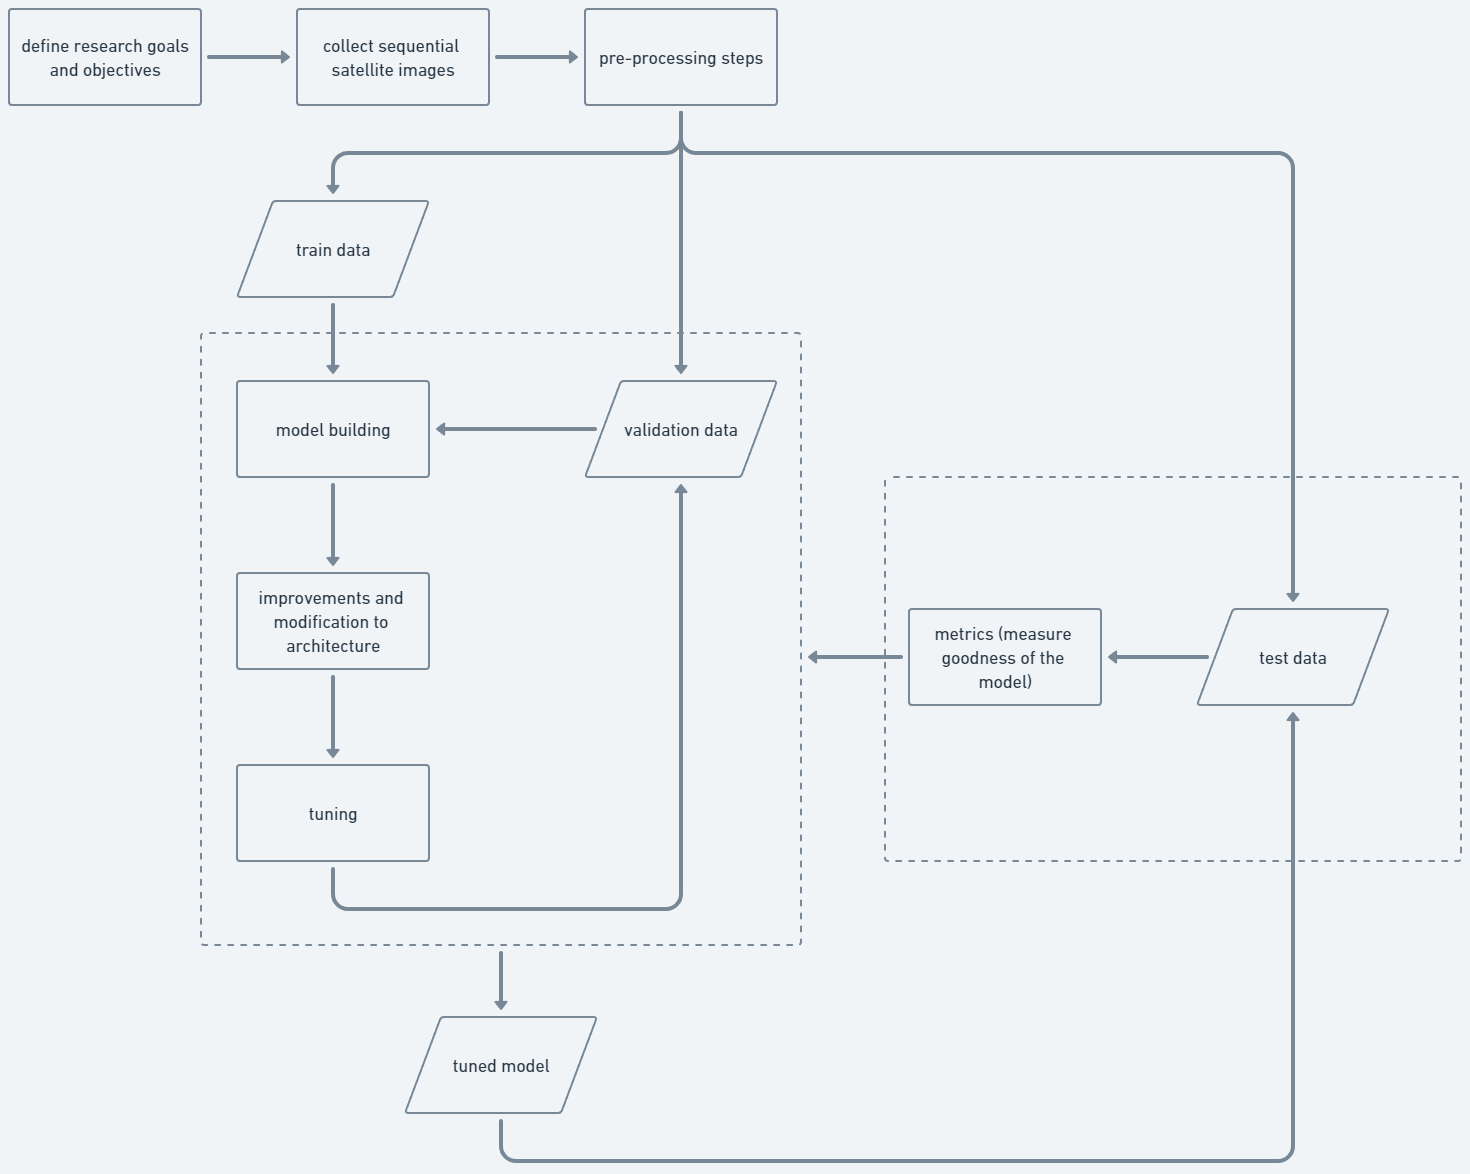 define research goals
and objectives
collect sequential
satellite images
pre-processing steps
train data
model building
validation data
improvements and
modification to
architecture
metrics (measure
goodness of the
model)
test data
tuning
tuned model